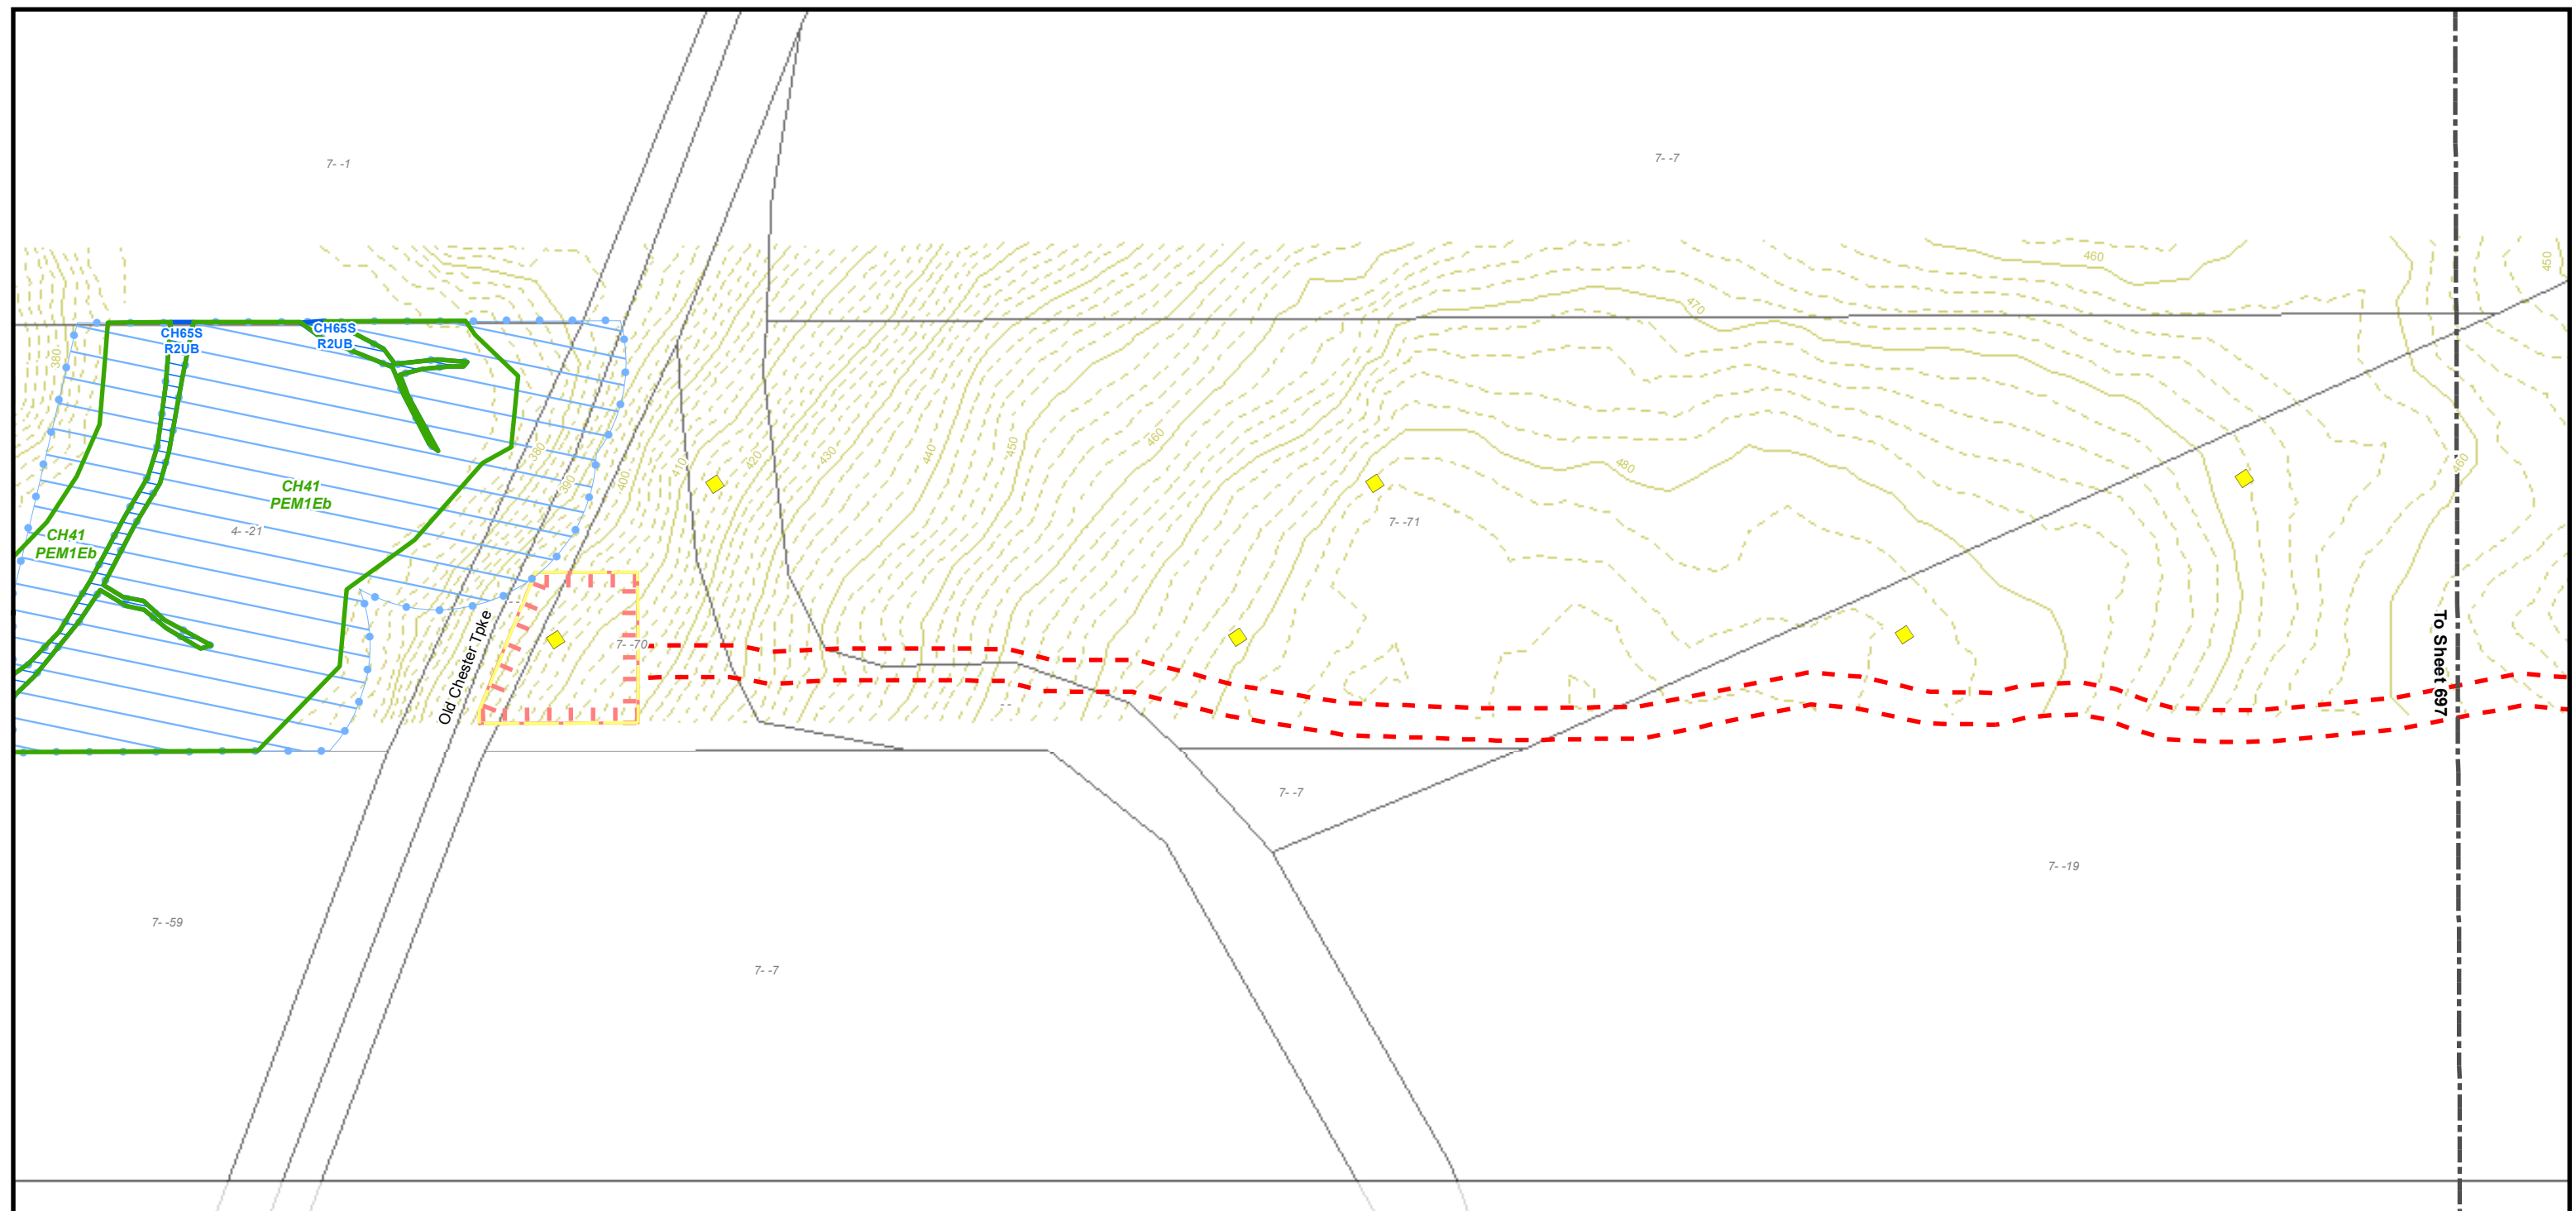 7- -1
7- -7
460
450
470
CH65S
R2UB
CH65S
R2UB
380
380
390
400
410
420
430
440
450
460
480
460
CH41
PEM1Eb
7- -71
4- -21
CH41
PEM1Eb
- -
Old Chester Tpke
7- -70
To Sheet 697
- -
7- -7
7- -19
7- -59
7- -7